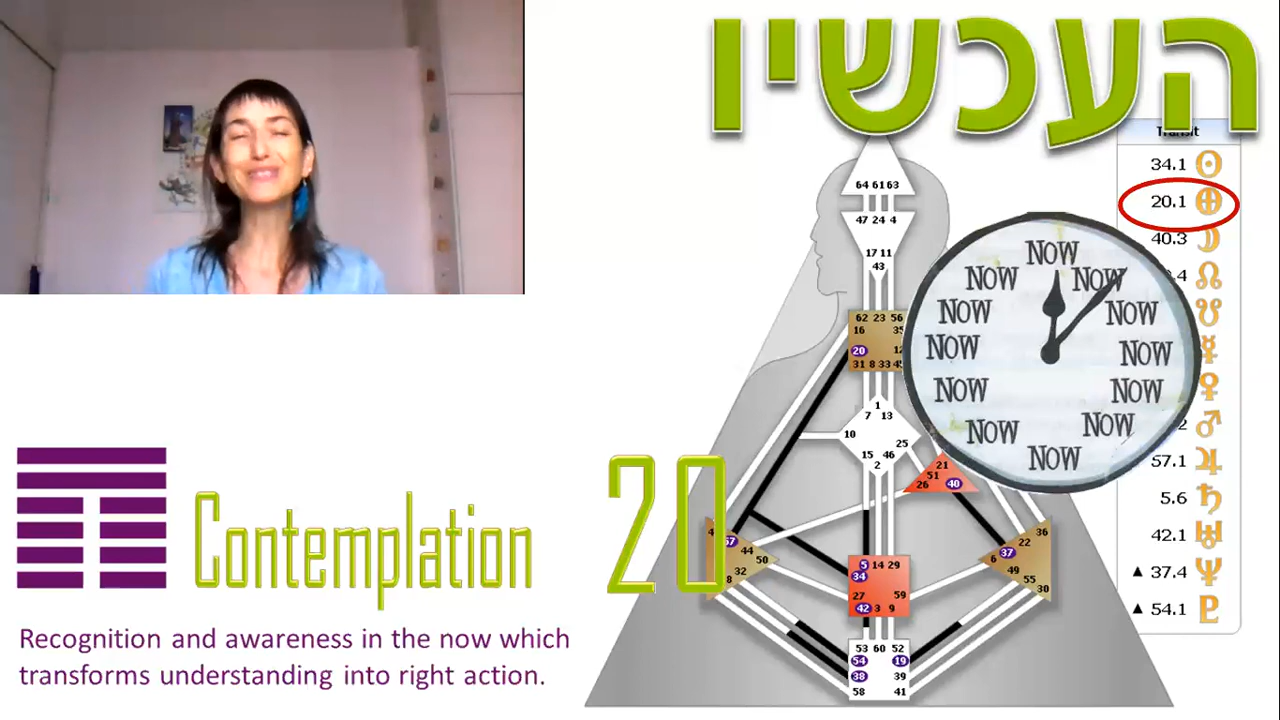 העכשיו
Transit
34.1
20.1
40.3
.4
57.1
5.6
42.1
▲ 37.4
▲ 54.1
NOW
NOW NOW
NOW NOW
NOW NOW
NOW NOW
NOW NOW
NOW
64 61 63
47 24 4
17 11
43
62 23 56
16 35
20 12
31 8 33
1
7 13
10
25
15 46
2
21
51
26 40
57
44
50
32
5 14 29
34
27 59
42 3 9
36
22
37
6
49
55
30
53 60 52
54 19
38 39
58 41
Contemplation 20
Recognition and awareness in the now which
transforms understanding into right action.